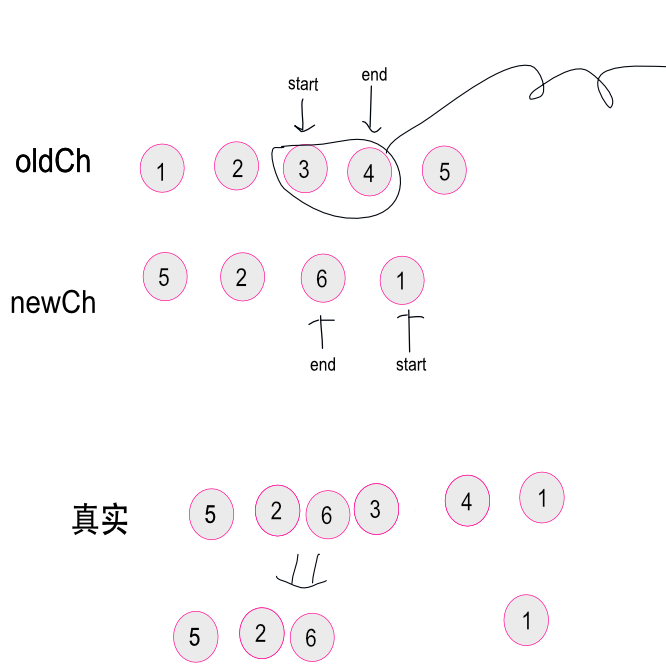 start end
oldCh 1 2 3 4 5
newCh 5 2 6 1
end start
真实 5 2 6 3 4 1
5 2 6 1